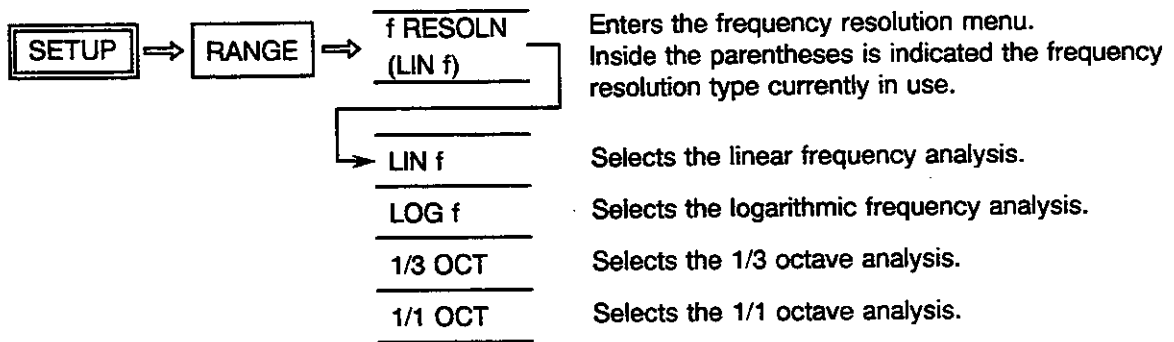 SETUP ⇒ RANGE ⇒ f RESOLN Enters the frequency resolution menu.
(LIN f) Inside the parentheses is indicated the frequency
resolution type currently in use.
LIN f Selects the linear frequency analysis.
LOG f Selects the logarithmic frequency analysis.
1/3 OCT Selects the 1/3 octave analysis.
1/1 OCT Selects the 1/1 octave analysis.